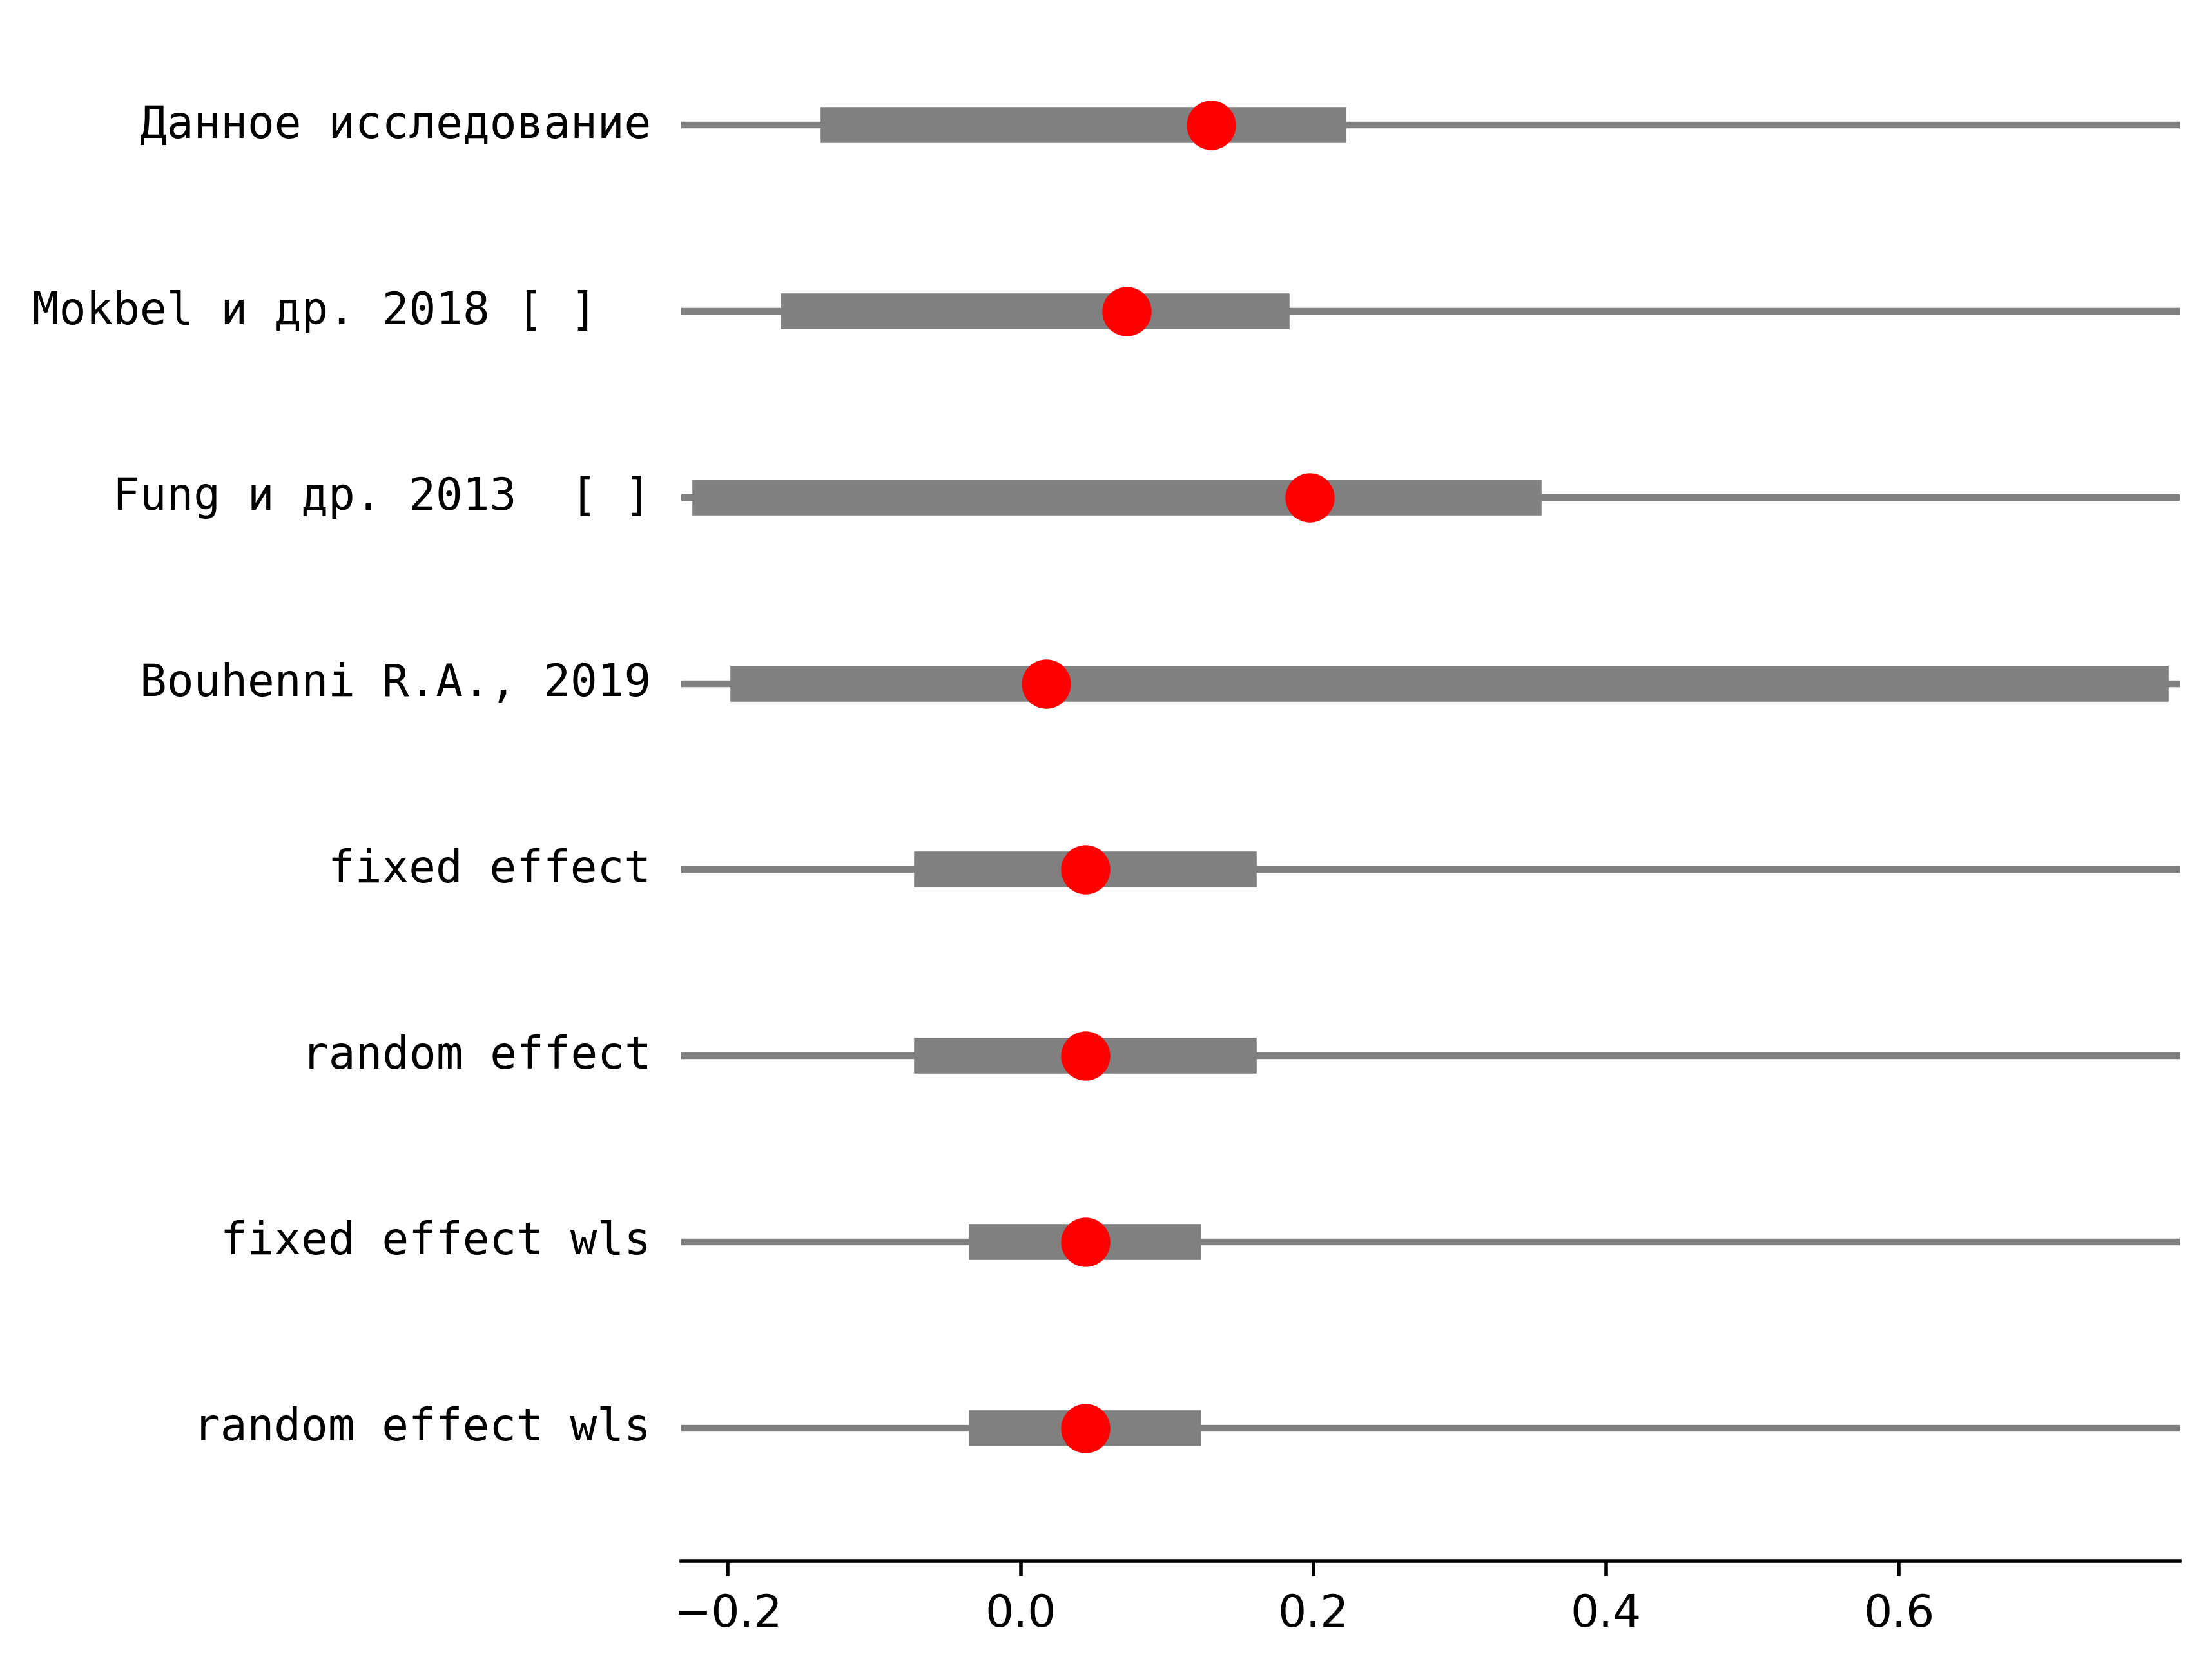 Данное исследование
Mokbel и др. 2018 [ ]
Fung и др. 2013  [ ]
Bouhenni R.A., 2019
fixed effect
random effect
fixed effect wls
random effect wls
−0.2 0.0 0.2 0.4 0.6